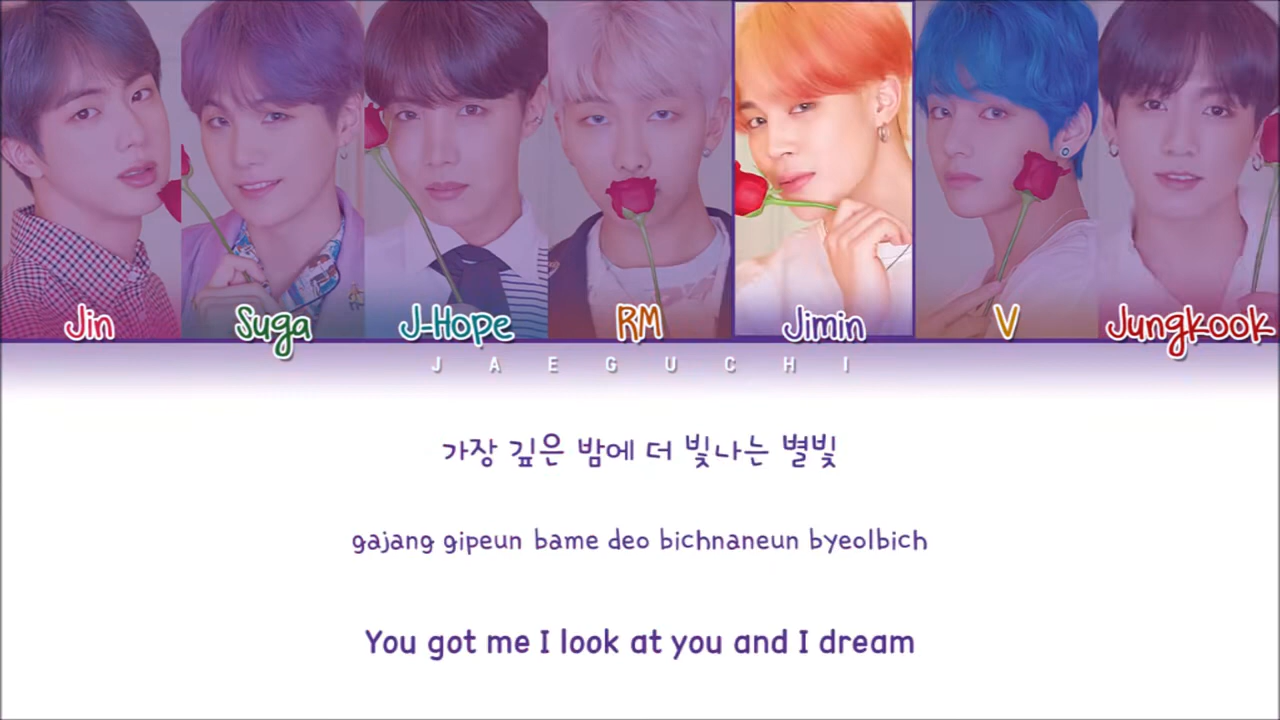 Jin Suga J-Hope RM Jimin V Jungkook
JAEGUCHI
가장 깊은 밤에 더 빛나는 별빛
gajang gipeun bame deo bichnaneun byeolbich
You got me I look at you and I dream